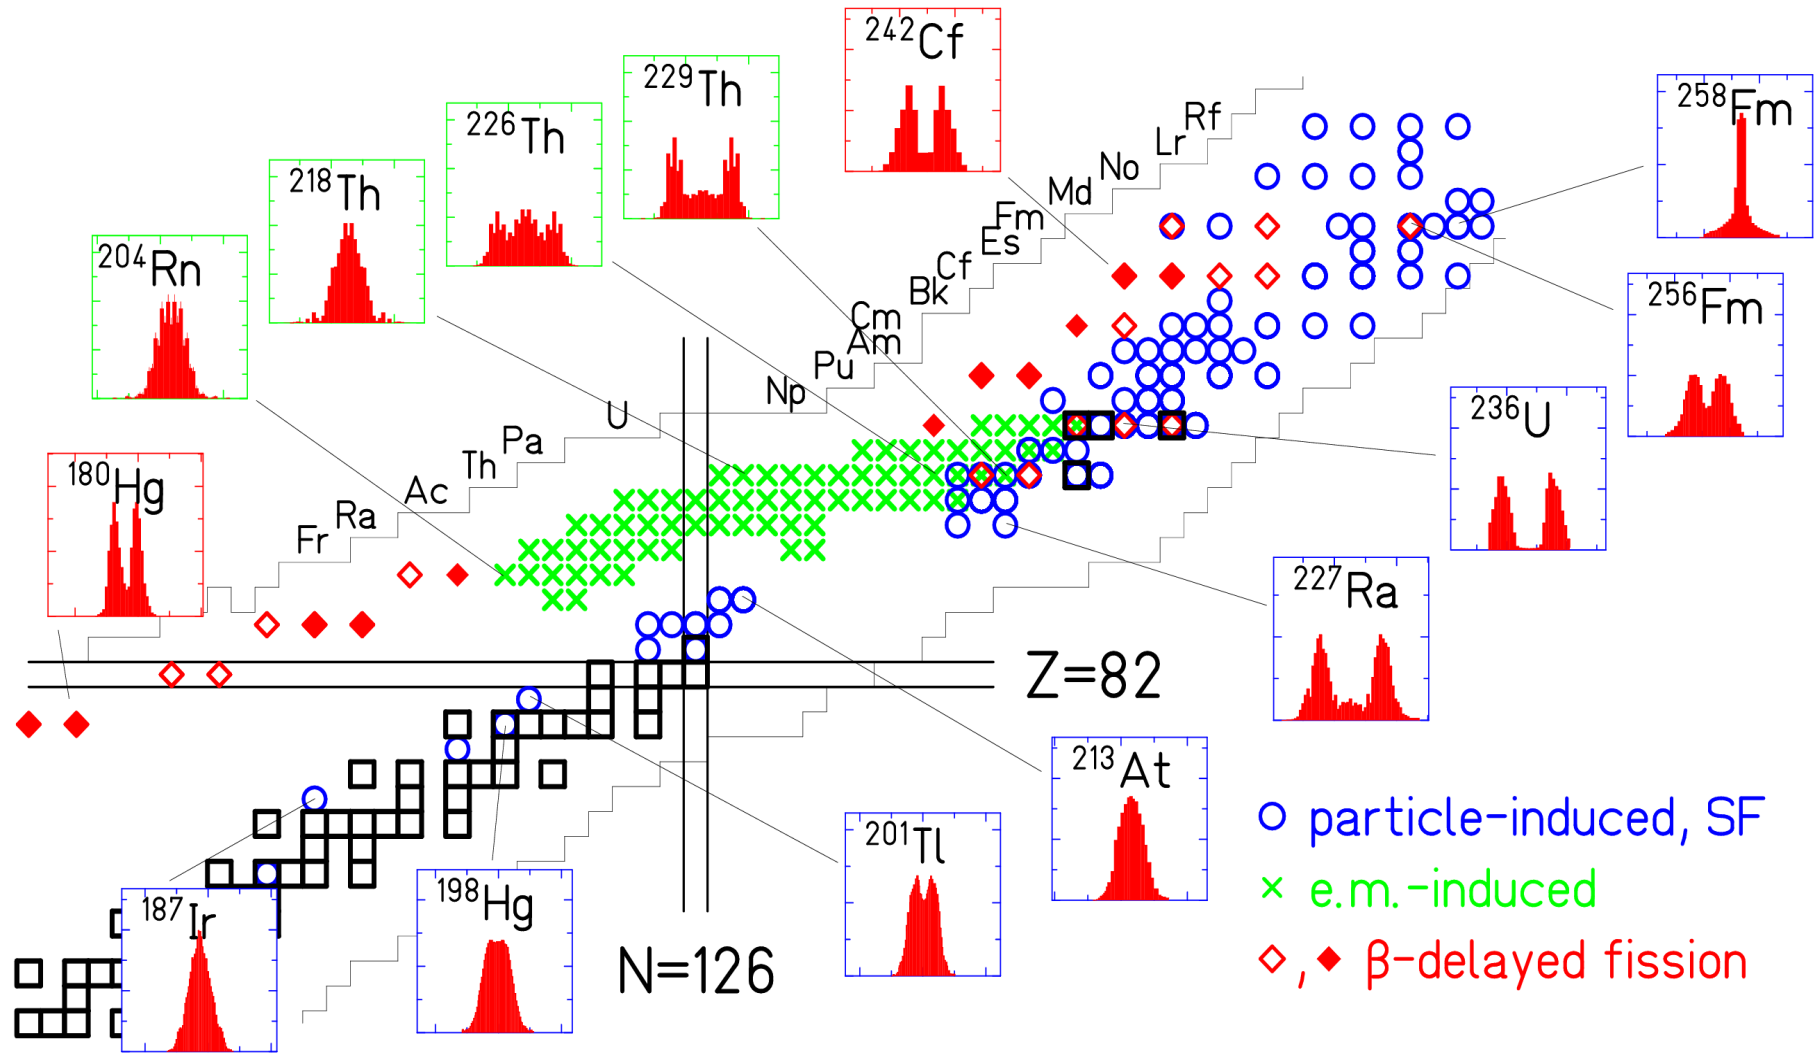 242Cf
229Th
258Fm
226Th
Rf
Lr
218Th
No
Md
Fm
204Rn
Es
Cf
256Fm
Bk
Cm
Am
Pu
Np
236U
U
Pa
180Hg
Th
Ac
Ra
Fr
227Ra
Z=82
213At
particle-induced, SF
201Tl
198Hg
e.m.-induced
187Ir
N=126
, β-delayed fission